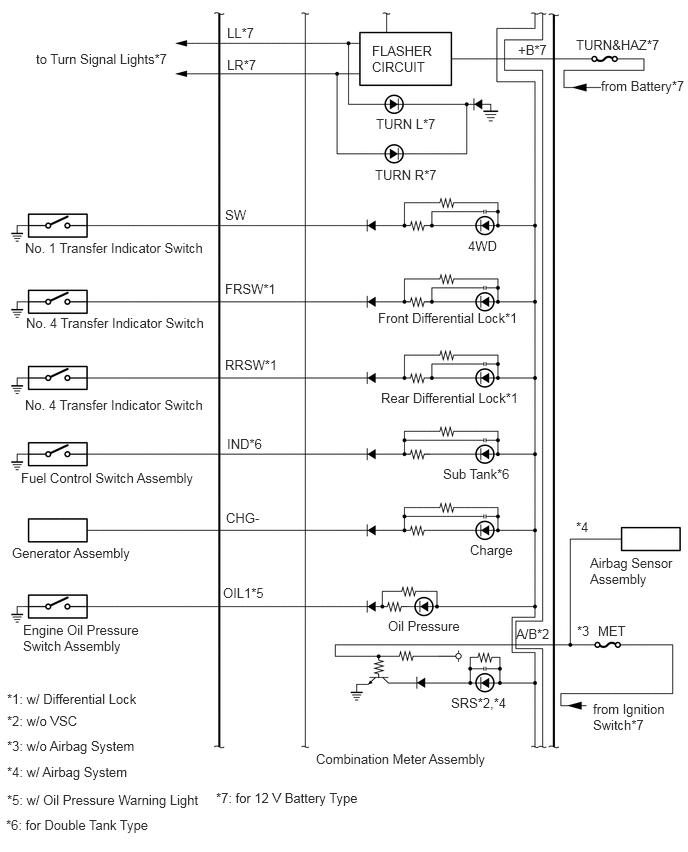 LL*7
FLASHER
CIRCUIT
+B*7
TURN&HAZ*7
to Turn Signal Lights*7
LR*7
from Battery*7
TURN L*7
TURN R*7
SW
No. 1 Transfer Indicator Switch
4WD
FRSW*1
No. 4 Transfer Indicator Switch
Front Differential Lock*1
RRSW*1
No. 4 Transfer Indicator Switch
Rear Differential Lock*1
IND*6
Fuel Control Switch Assembly
Sub Tank*6
CHG-
Generator Assembly
Charge
*4
Airbag Sensor
Assembly
OIL1*5
Engine Oil Pressure
Switch Assembly
Oil Pressure
A/B*2
*3 MET
SRS*2,*4
from Ignition
Switch*7
Combination Meter Assembly
*1: w/ Differential Lock
*2: w/o VSC
*3: w/o Airbag System
*4: w/ Airbag System
*5: w/ Oil Pressure Warning Light
*7: for 12 V Battery Type
*6: for Double Tank Type